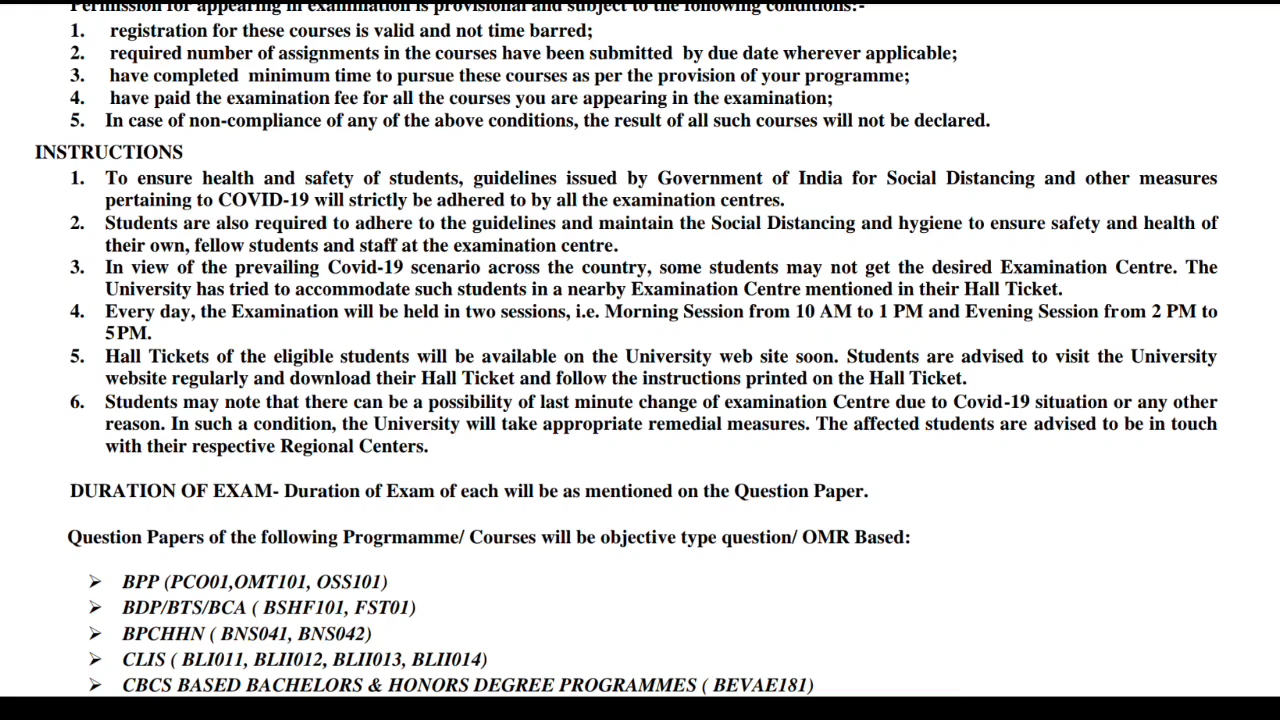 Permission for appearing in examination is provisional and subject to the following conditions:-
1. registration for these courses is valid and not time barred;
2. required number of assignments in the courses have been submitted by due date wherever applicable;
3. have completed minimum time to pursue these courses as per the provision of your programme;
4. have paid the examination fee for all the courses you are appearing in the examination;
5. In case of non-compliance of any of the above conditions, the result of all such courses will not be declared.
INSTRUCTIONS
1. To ensure health and safety of students, guidelines issued by Government of India for Social Distancing and other measures
pertaining to COVID-19 will strictly be adhered to by all the examination centres.
2. Students are also required to adhere to the guidelines and maintain the Social Distancing and hygiene to ensure safety and health of
their own, fellow students and staff at the examination centre.
3. In view of the prevailing Covid-19 scenario across the country, some students may not get the desired Examination Centre. The
University has tried to accommodate such students in a nearby Examination Centre mentioned in their Hall Ticket.
4. Every day, the Examination will be held in two sessions, i.e. Morning Session from 10 AM to 1 PM and Evening Session from 2 PM to
5PM.
5. Hall Tickets of the eligible students will be available on the University web site soon. Students are advised to visit the University
website regularly and download their Hall Ticket and follow the instructions printed on the Hall Ticket.
6. Students may note that there can be a possibility of last minute change of examination Centre due to Covid-19 situation or any other
reason. In such a condition, the University will take appropriate remedial measures. The affected students are advised to be in touch
with their respective Regional Centers.
DURATION OF EXAM- Duration of Exam of each will be as mentioned on the Question Paper.
Question Papers of the following Progrmamme/ Courses will be objective type question/ OMR Based:
➢ BPP (PCO01,OMT101, OSS101)
➢ BDP/BTS/BCA ( BSHF101, FST01)
➢ BPCHHN ( BNS041, BNS042)
➢ CLIS ( BLI011, BLII012, BLII013, BLII014)
➢ CBCS BASED BACHELORS & HONORS DEGREE PROGRAMMES ( BEVAE181)